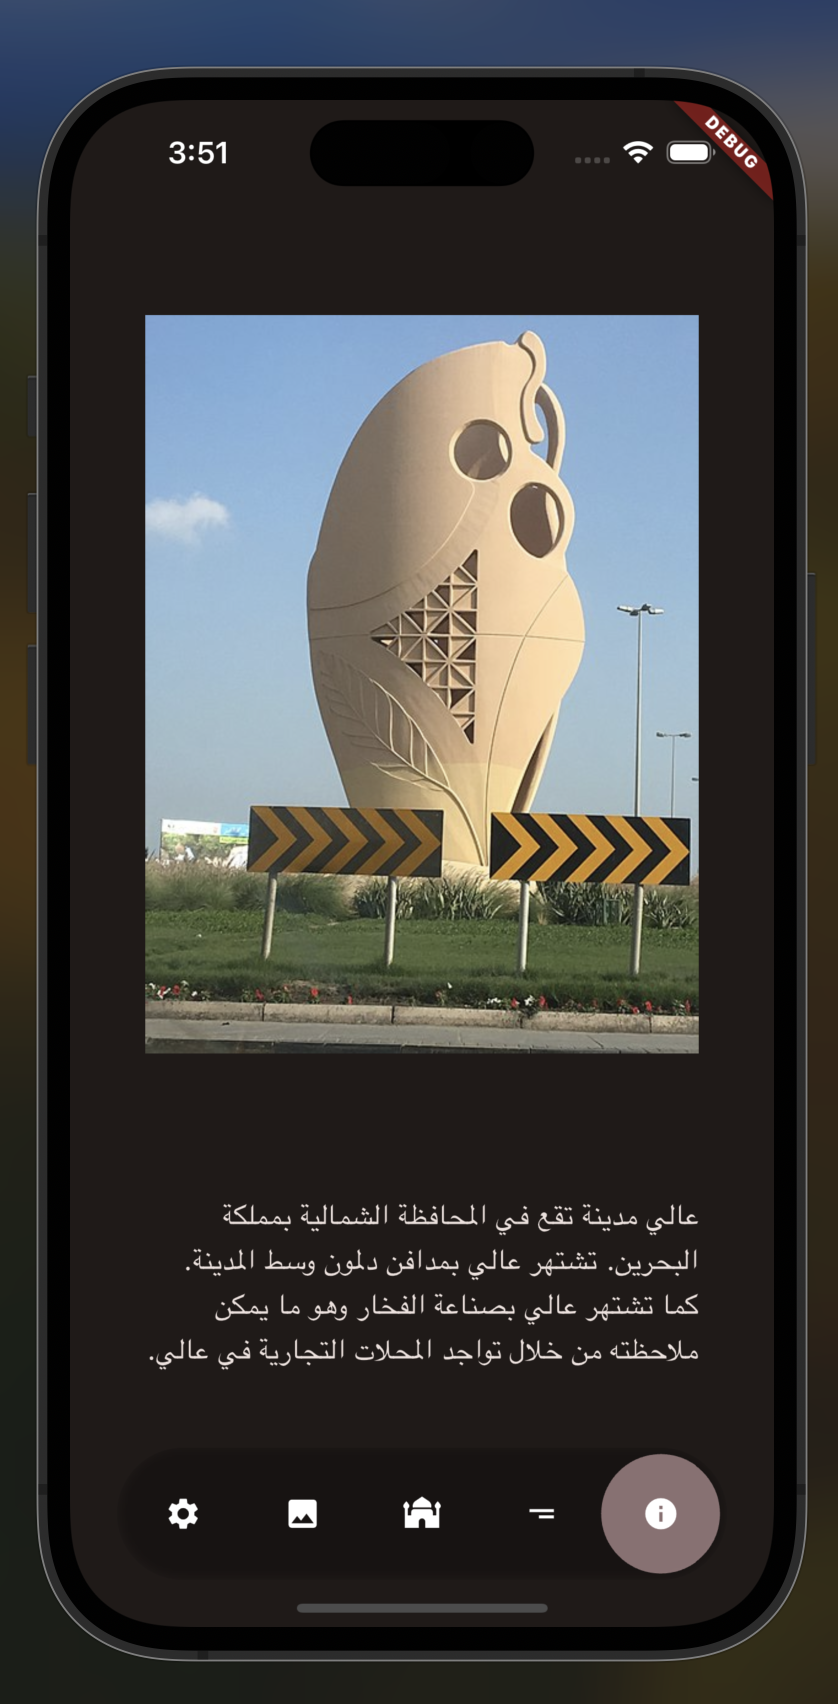 3:51
DEBUG
عالي مدينة تقع في المحافظة الشمالية بمملكة
البحرين. تشتهر عالي بمدافن دلمون وسط المدينة.
كما تشتهر عالي بصناعة الفخار وهو ما يمكن
ملاحظته من خلال تواجد المحلات التجارية في عالي.